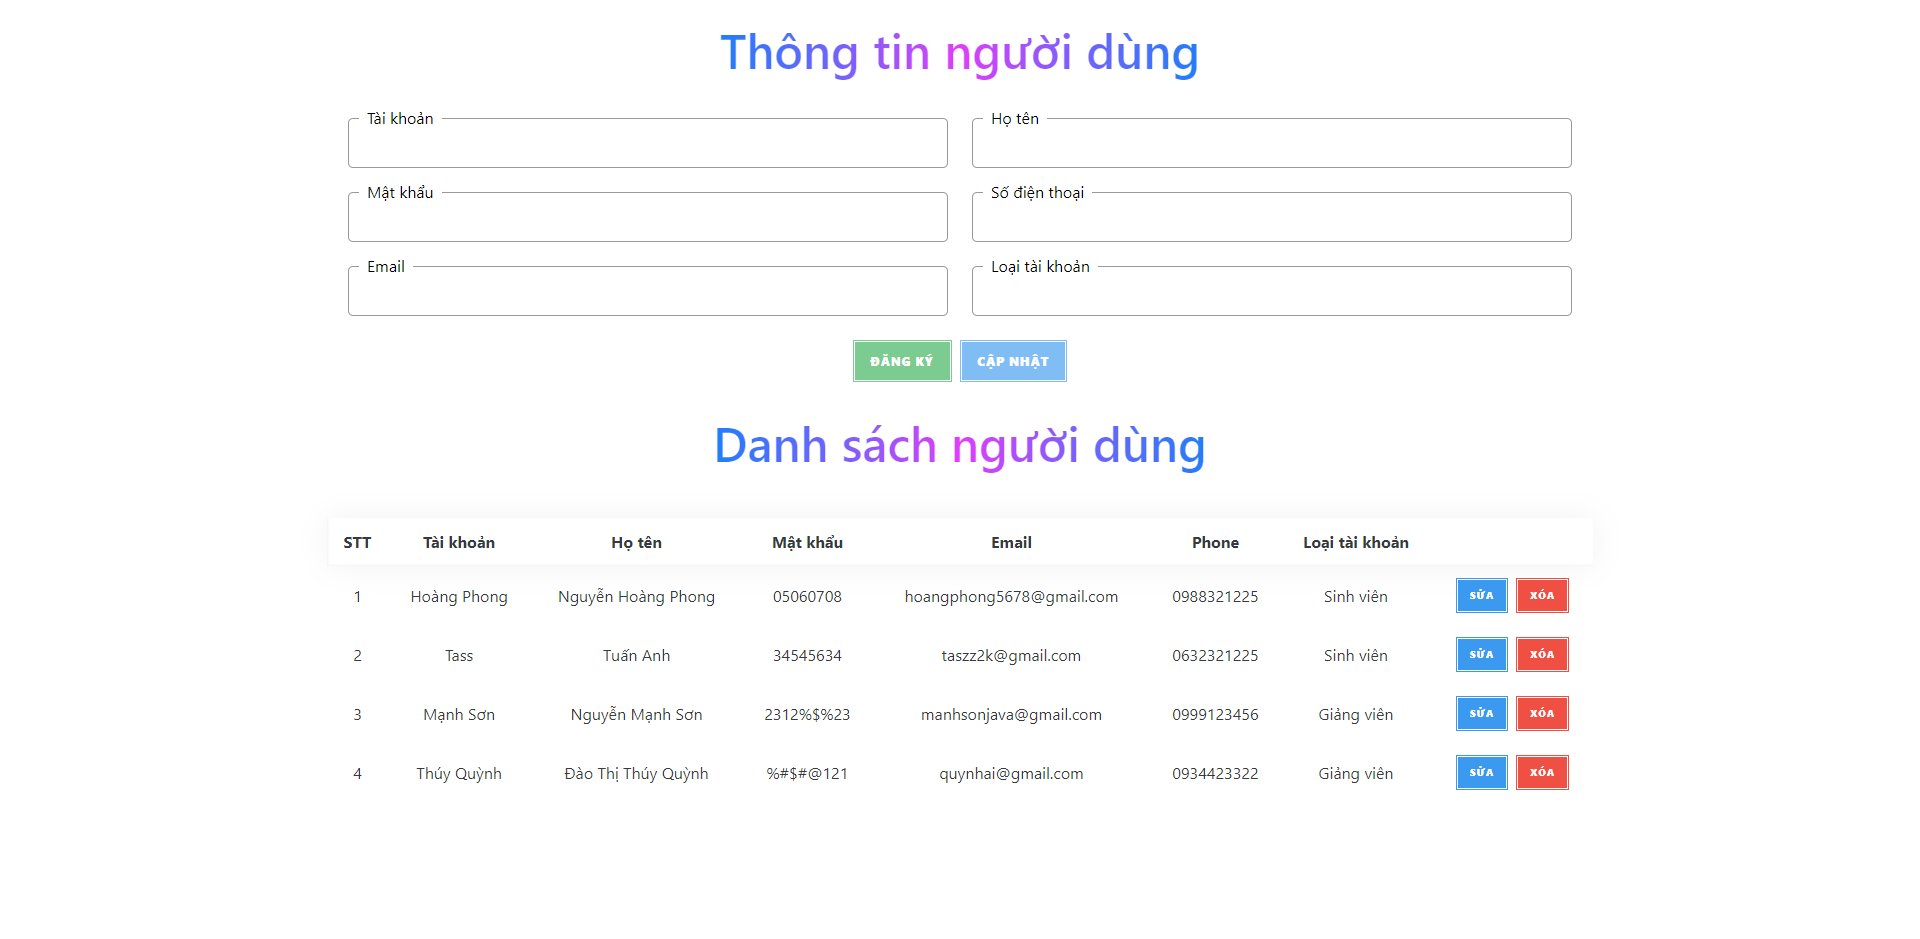 Thông tin người dùng
Tài khoản Họ tên
Mật khẩu Số điện thoại
Email Loại tài khoản
ĐĂNG KÝ CẬP NHẬT
Danh sách người dùng
STT Tài khoản Họ tên Mật khẩu Email Phone Loại tài khoản
1 Hoàng Phong Nguyễn Hoàng Phong 05060708 hoangphong5678@gmail.com 0988321225 Sinh viên SỬA XÓA
2 Tass Tuấn Anh 34545634 taszz2k@gmail.com 0632321225 Sinh viên SỬA XÓA
3 Mạnh Sơn Nguyễn Mạnh Sơn 2312%$%23 manhsonjava@gmail.com 0999123456 Giảng viên SỬA XÓA
4 Thúy Quỳnh Đào Thị Thúy Quỳnh %#$#@121 quynhai@gmail.com 0934423322 Giảng viên SỬA XÓA